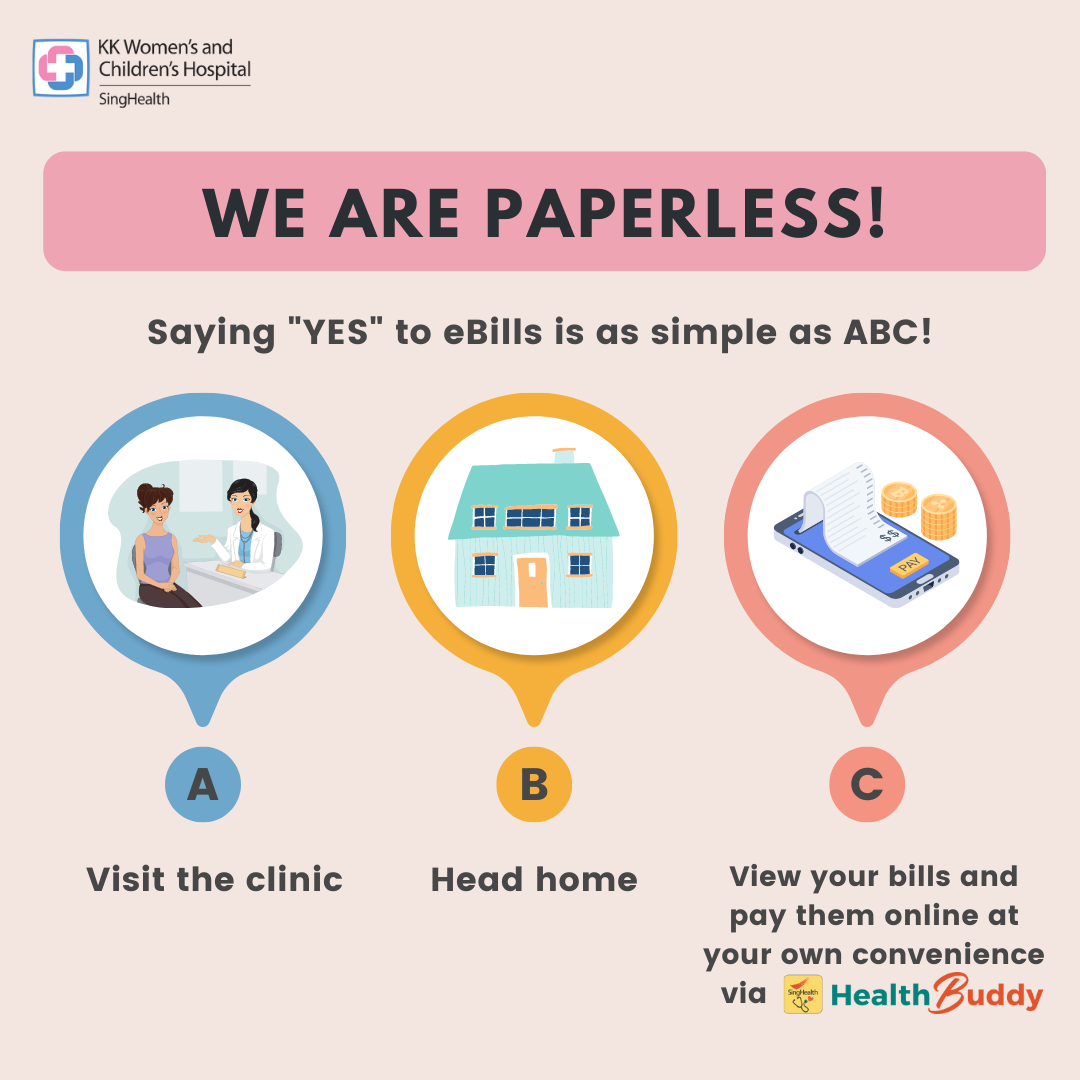 KK Women's and
Children's Hospital
SingHealth
WE ARE PAPERLESS!
Saying "YES" to eBills is as simple as ABC!
$$
PAY
A
B
C
Visit the clinic
Head home
View your bills and
pay them online at
your own convenience
via SingHealth HealthBuddy